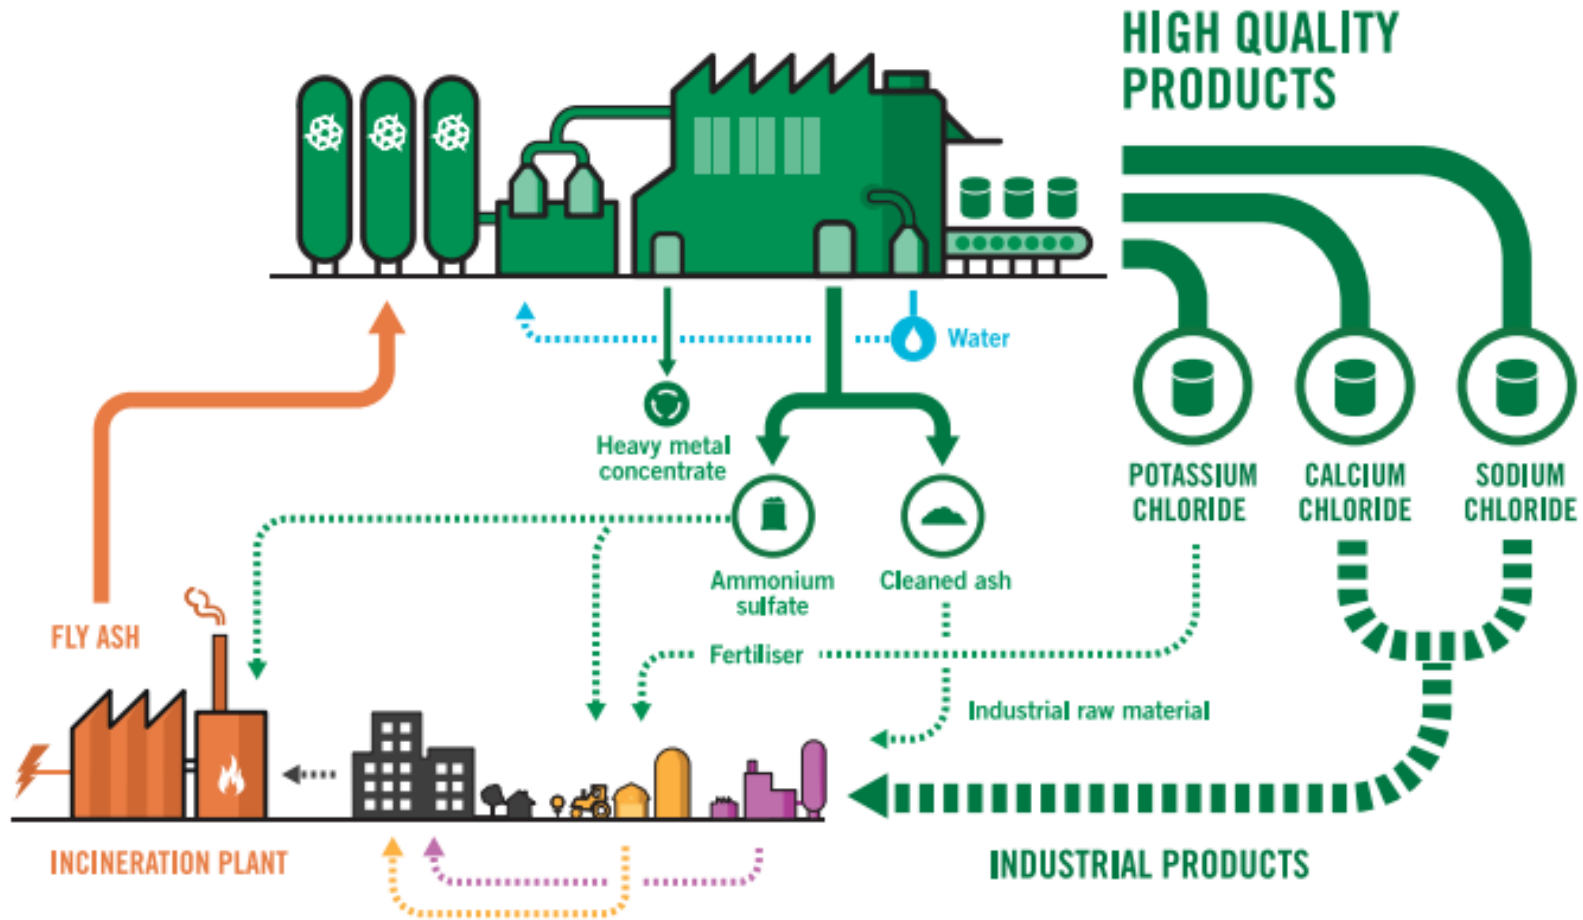 HIGH QUALITY
PRODUCTS
Water
Heavy metal
concentrate
POTASSIUM
CHLORIDE
CALCIUM
CHLORIDE
SODIUM
CHLORIDE
Ammonium
sulfate
Cleaned ash
FLY ASH
Fertiliser
Industrial raw material
INCINERATION PLANT
INDUSTRIAL PRODUCTS